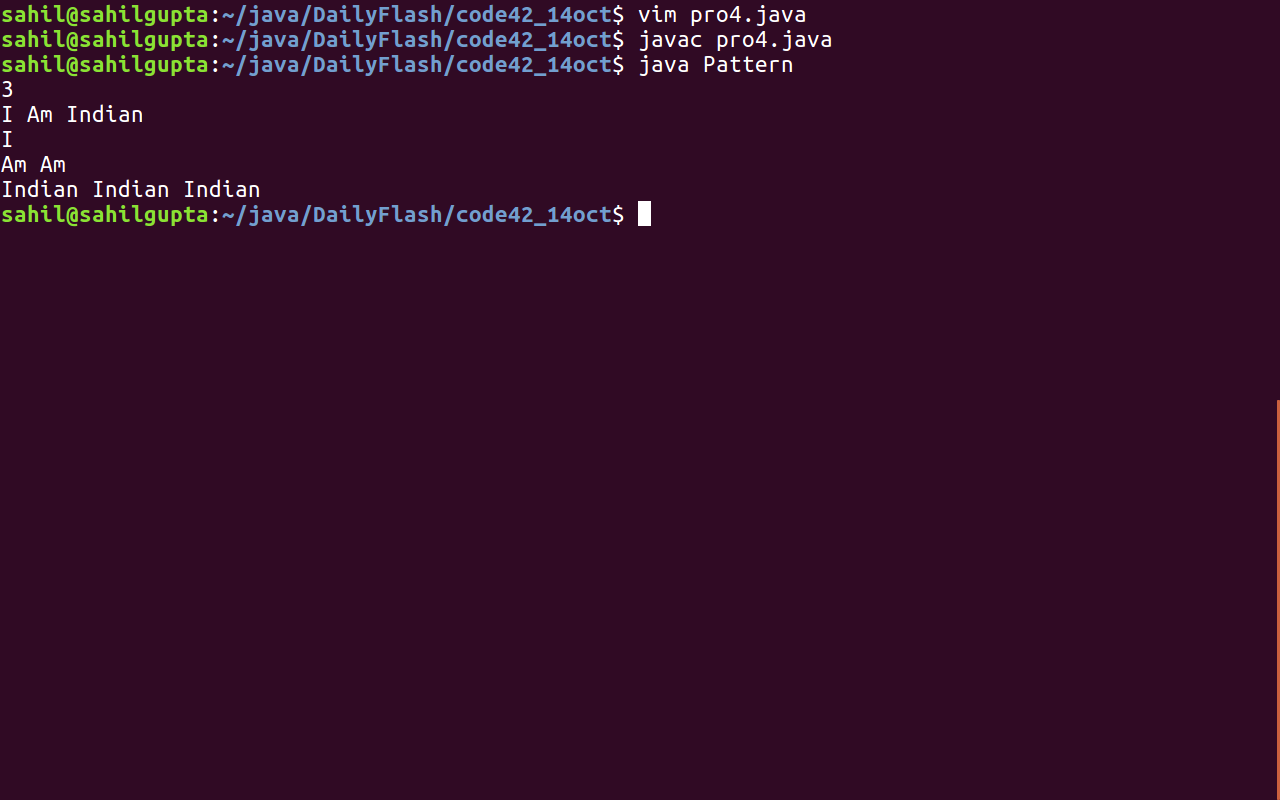 sahil@sahilgupta:~/java/DailyFlash/code42_14oct$ vim pro4.java
sahil@sahilgupta:~/java/DailyFlash/code42_14oct$ javac pro4.java
sahil@sahilgupta:~/java/DailyFlash/code42_14oct$ java Pattern
3
I Am Indian
I
Am Am
Indian Indian Indian
sahil@sahilgupta:~/java/DailyFlash/code42_14oct$